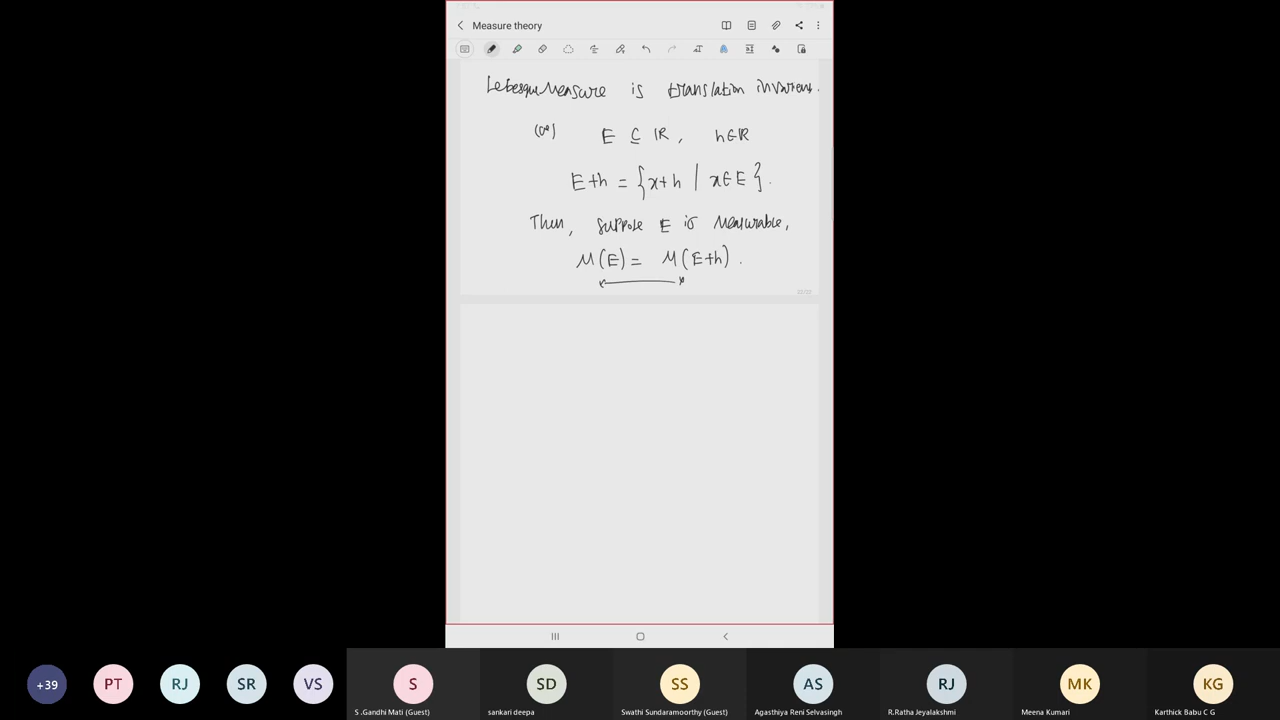 Measure theory
Lebesgue Measure is translation invariant.
(or) E ⊆ ℝ, h∈ℝ
E+h = {x+h | x∈E}.
Then, suppose E is Measurable,
M(E) = M(E+h).
22/22
+39
PT
RJ
SR
VS
S
SD
SS
AS
RJ
MK
KG
S .Gandhi Mati (Guest)
sankari deepa
Swathi Sundaramoorthy (Guest)
Agasthiya Reni Selvasingh
R.Ratha Jeyalakshmi
Meena Kumari
Karthick Babu C G